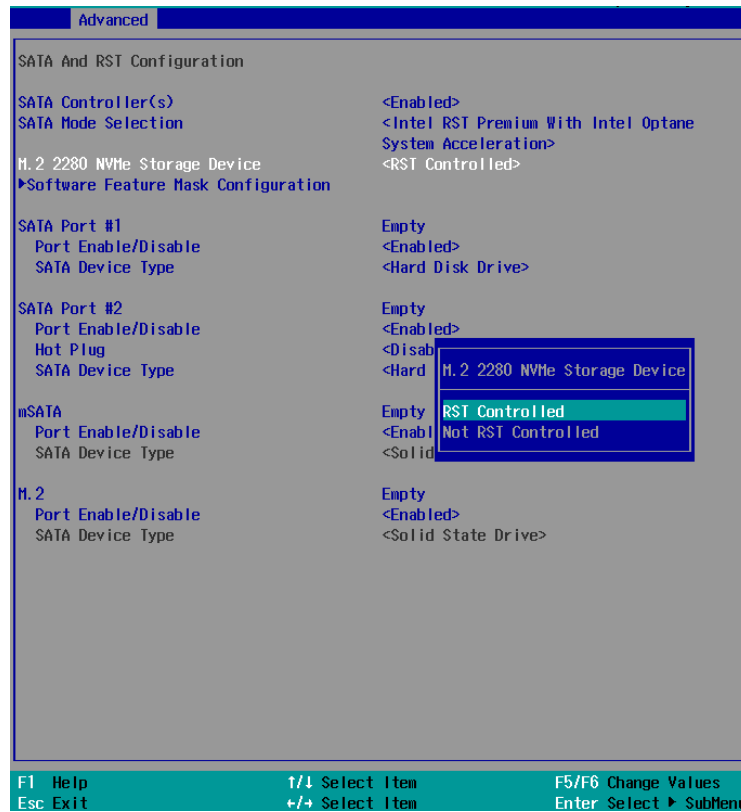 Advanced
SATA And RST Configuration
SATA Controller(s) <Enabled>
SATA Mode Selection <Intel RST Premium With Intel Optane
System Acceleration>
M.2 2280 NVMe Storage Device <RST Controlled>
▶Software Feature Mask Configuration
SATA Port #1 Empty
Port Enable/Disable <Enabled>
SATA Device Type <Hard Disk Drive>
SATA Port #2 Empty
Port Enable/Disable <Enabled>
Hot Plug <Disab
SATA Device Type <Hard
M.2 2280 NVMe Storage Device
mSATA Empty
RST Controlled
Port Enable/Disable <Enabl
Not RST Controlled
SATA Device Type <Solid
M.2 Empty
Port Enable/Disable <Enabled>
SATA Device Type <Solid State Drive>
F1 Help ↑/↓ Select Item F5/F6 Change Values
Esc Exit ←/→ Select Item Enter Select ▶ SubMenu